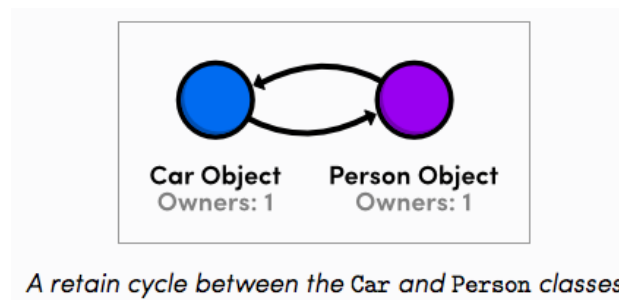 Car Object Person Object
Owners: 1 Owners: 1
A retain cycle between the Car and Person classes